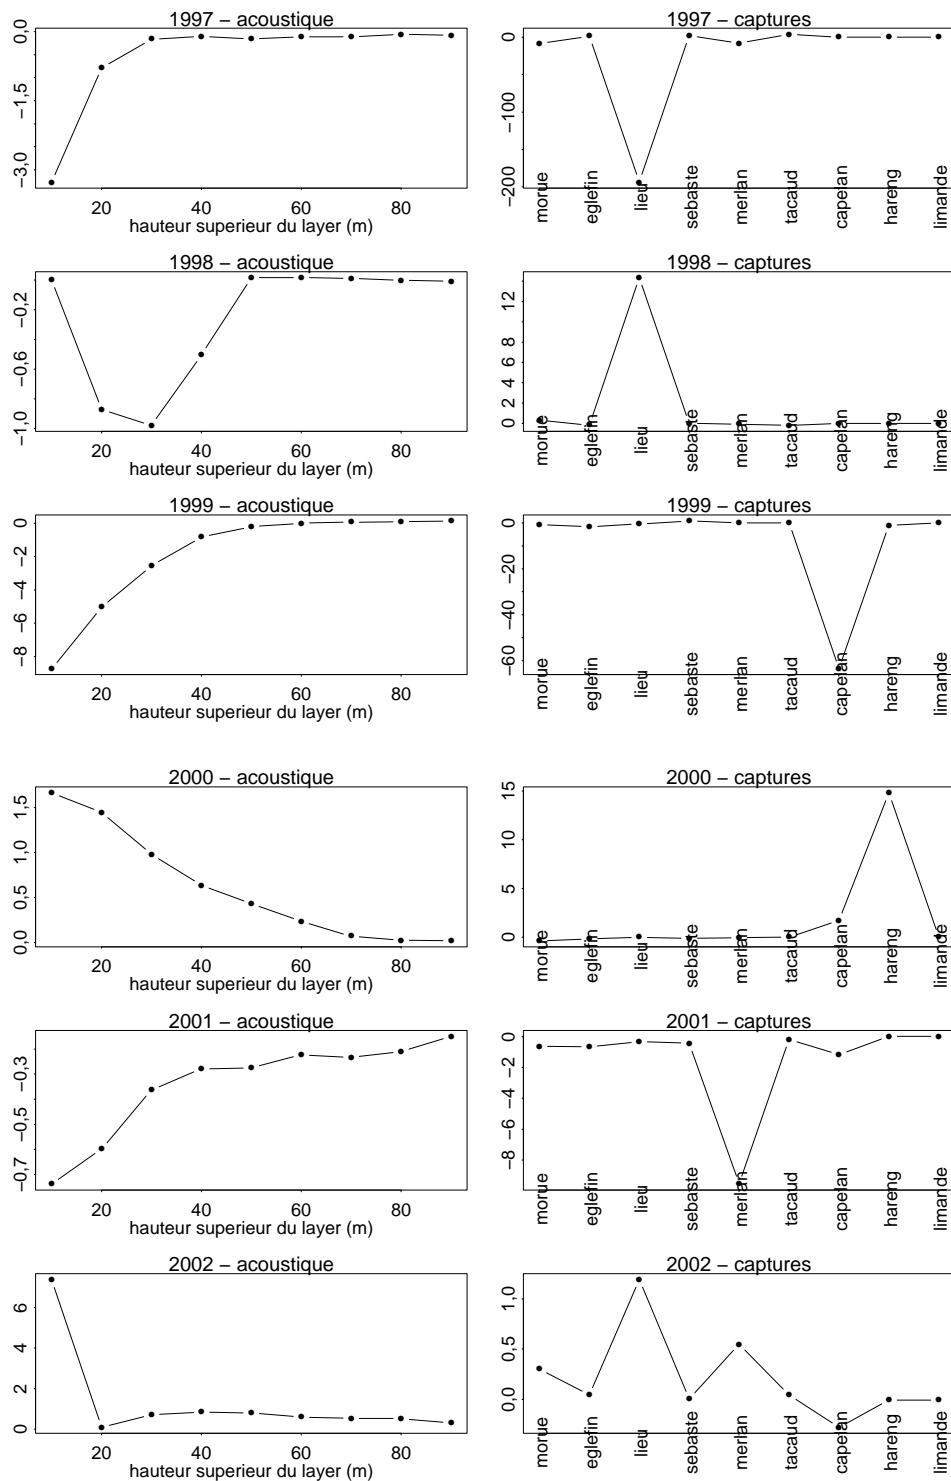 1997 − acoustique
0,0
−1,5
−3,0
20 40 60 80
hauteur superieur du layer (m)
1997 − captures
0
−100
−200
morue
eglefin
lieu
sebaste
merlan
tacaud
capelan
hareng
limande
1998 − acoustique
−0,2
−0,6
−1,0
20 40 60 80
hauteur superieur du layer (m)
1998 − captures
12
8
6
4
2
0
morue
eglefin
lieu
sebaste
merlan
tacaud
capelan
hareng
limande
1999 − acoustique
0
−2
−4
−6
−8
20 40 60 80
hauteur superieur du layer (m)
1999 − captures
0
−20
−40
−60
morue
eglefin
lieu
sebaste
merlan
tacaud
capelan
hareng
limande
2000 − acoustique
1,5
1,0
0,5
0,0
20 40 60 80
hauteur superieur du layer (m)
2000 − captures
15
10
5
0
morue
eglefin
lieu
sebaste
merlan
tacaud
capelan
hareng
limande
2001 − acoustique
−0,3
−0,5
−0,7
20 40 60 80
hauteur superieur du layer (m)
2001 − captures
0
−2
−4
−6
−8
morue
eglefin
lieu
sebaste
merlan
tacaud
capelan
hareng
limande
2002 − acoustique
6
4
2
0
20 40 60 80
hauteur superieur du layer (m)
2002 − captures
1,0
0,5
0,0
morue
eglefin
lieu
sebaste
merlan
tacaud
capelan
hareng
limande